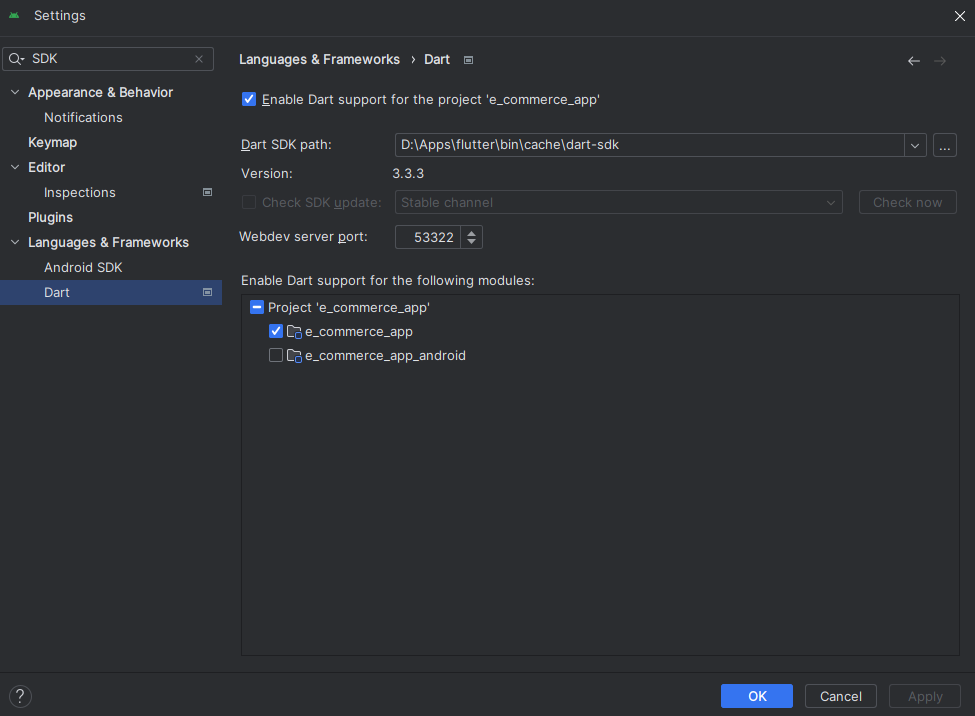 Settings
SDK
Appearance & Behavior
Notifications
Keymap
Editor
Inspections
Plugins
Languages & Frameworks
Android SDK
Dart
Languages & Frameworks › Dart
Enable Dart support for the project 'e_commerce_app'
Dart SDK path: D:\Apps\flutter\bin\cache\dart-sdk ...
Version: 3.3.3
Check SDK update: Stable channel Check now
Webdev server port: 53322
Enable Dart support for the following modules:
Project 'e_commerce_app'
e_commerce_app
e_commerce_app_android
? OK Cancel Apply